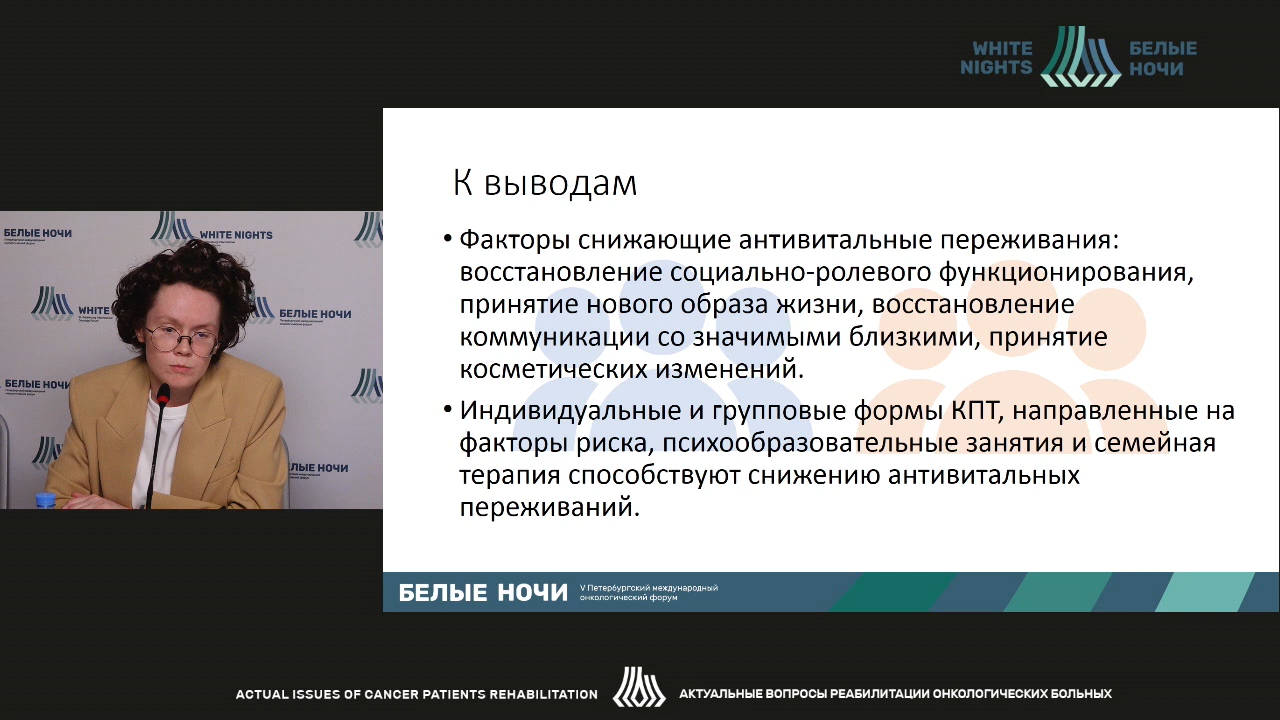 WHITE
NIGHTS
БЕЛЫЕ
НОЧИ
К выводам
• Факторы снижающие антивитальные переживания:
восстановление социально-ролевого функционирования,
принятие нового образа жизни, восстановление
коммуникации со значимыми близкими, принятие
косметических изменений.
• Индивидуальные и групповые формы КПТ, направленные на
факторы риска, психообразовательные занятия и семейная
терапия способствуют снижению антивитальных
переживаний.
БЕЛЫЕ НОЧИ
V Петербургский международный
онкологический форум
БЕЛЫЕ НОЧИ
WHITE NIGHTS
WHITE
БЕЛЫЕ НОЧИ
БЕЛЫЕ НОЧИ
БЕЛЫЕ НОЧИ
ACTUAL ISSUES OF CANCER PATIENTS REHABILITATION
АКТУАЛЬНЫЕ ВОПРОСЫ РЕАБИЛИТАЦИИ ОНКОЛОГИЧЕСКИХ БОЛЬНЫХ